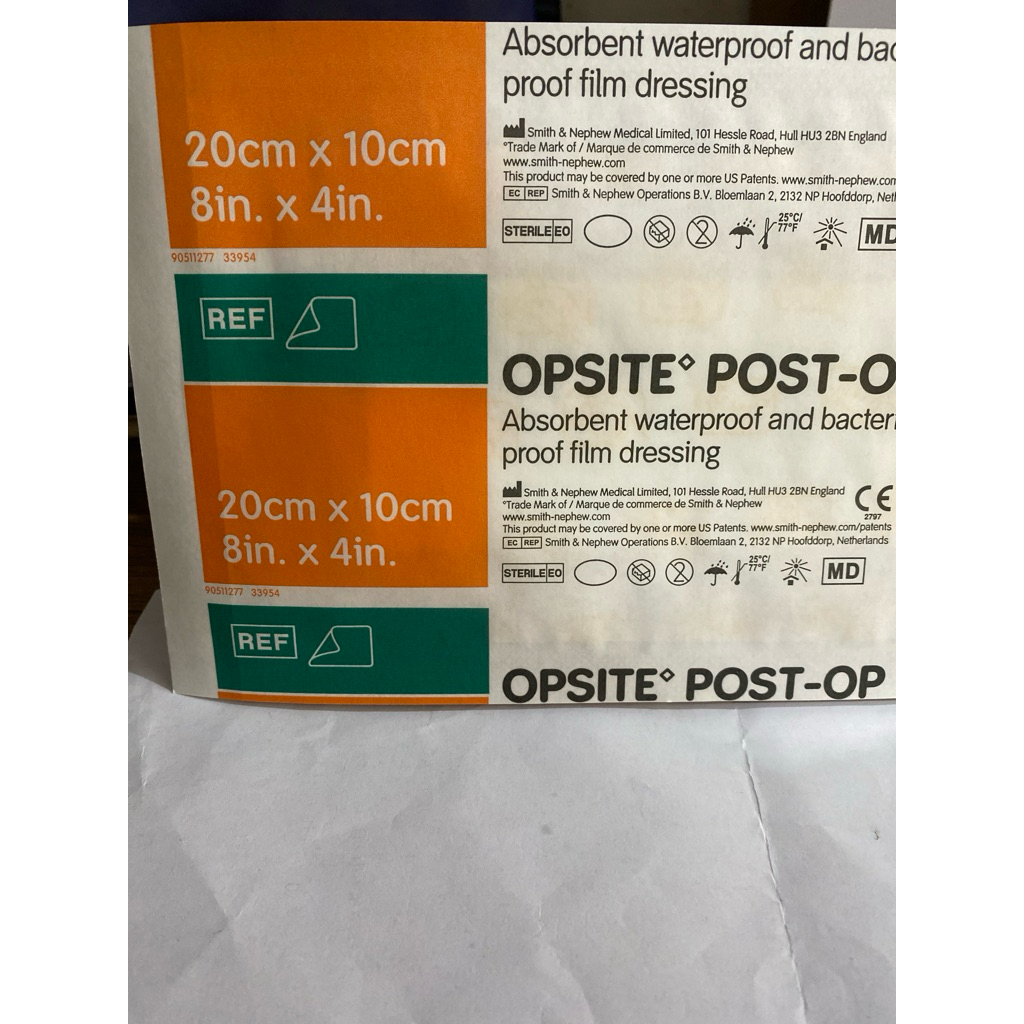 Absorbent waterproof and bac
proof film dressing
20cm x 10cm
8in. x 4in.
Smith & Nephew Medical Limited, 101 Hessle Road, Hull HU3 2BN England
°Trade Mark of / Marque de commerce de Smith & Nephew
www.smith-nephew.com
This product may be covered by one or more US Patents. www.smith-nephew.com
EC REP Smith & Nephew Operations B.V. Bloemlaan 2, 2132 NP Hoofddorp, Net
STERILE EO 2 25°C/ 77°F MD
90511277 33954
REF
OPSITE◊ POST-O
Absorbent waterproof and bacteri
proof film dressing
20cm x 10cm
8in. x 4in.
Smith & Nephew Medical Limited, 101 Hessle Road, Hull HU3 2BN England
°Trade Mark of / Marque de commerce de Smith & Nephew
CE 2797
www.smith-nephew.com
This product may be covered by one or more US Patents. www.smith-nephew.com/patents
EC REP Smith & Nephew Operations B.V. Bloemlaan 2, 2132 NP Hoofddorp, Netherlands
STERILE EO 2 25°C/ 77°F MD
90511277 33954
REF
OPSITE◊ POST-OP